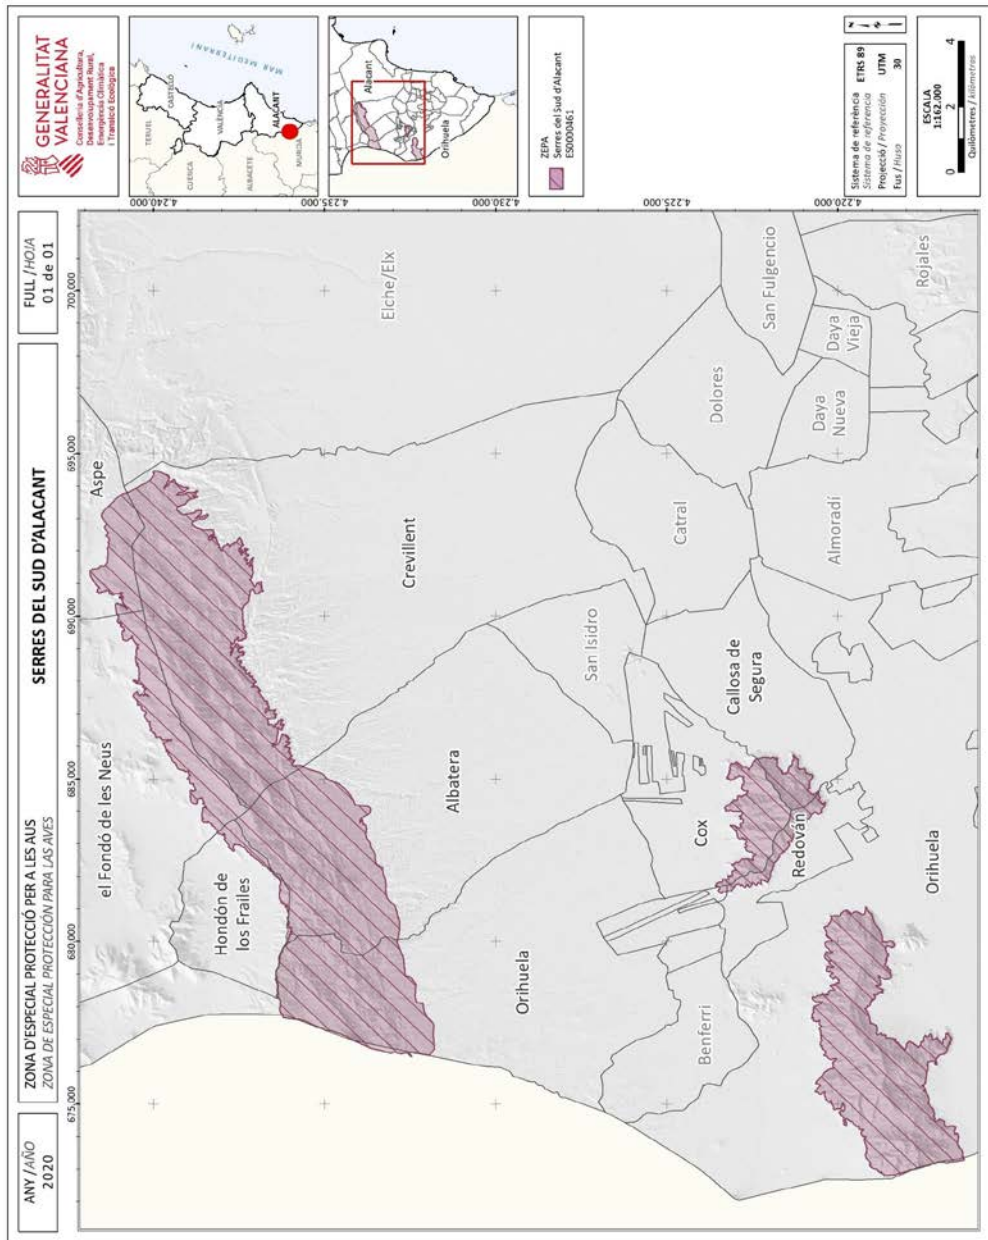 ANY / AÑO
2020
ZONA D'ESPECIAL PROTECCIÓ PER A LES AUS
ZONA DE ESPECIAL PROTECCIÓN PARA LAS AVES
SERRES DEL SUD D'ALACANT
FULL / HOJA
01 de 01
GENERALITAT
VALENCIANA
Conselleria d'Agricultura,
Desenvolupament Rural,
Emergència Climàtica
i Transició Ecològica
TERUEL
CASTELLÓ
CUENCA
VALÈNCIA
MAR MEDITERRANI
ALBACETE
ALACANT
MURCIA
Alacant
Orihuela
ZEPA
Serres del Sud d'Alacant
ES0000461
Sistema de referència ETRS 89
Sistema de referencia
Projecció / Proyección UTM
Fus / Huso 30
N
ESCALA
1:162.000
0 2 4
Quilòmetres / kilómetros
675.000
680.000
685.000
690.000
695.000
700.000
4.240.000
4.235.000
4.230.000
4.225.000
4.220.000
el Fondó de les Neus
Aspe
Hondón de
los Frailes
Elche/Elx
Crevillent
Albatera
Orihuela
San Isidro
Catral
Dolores
San Fulgencio
Benferri
Cox
Callosa de
Segura
Redován
Almoradí
Daya
Nueva
Daya
Vieja
Rojales
Orihuela